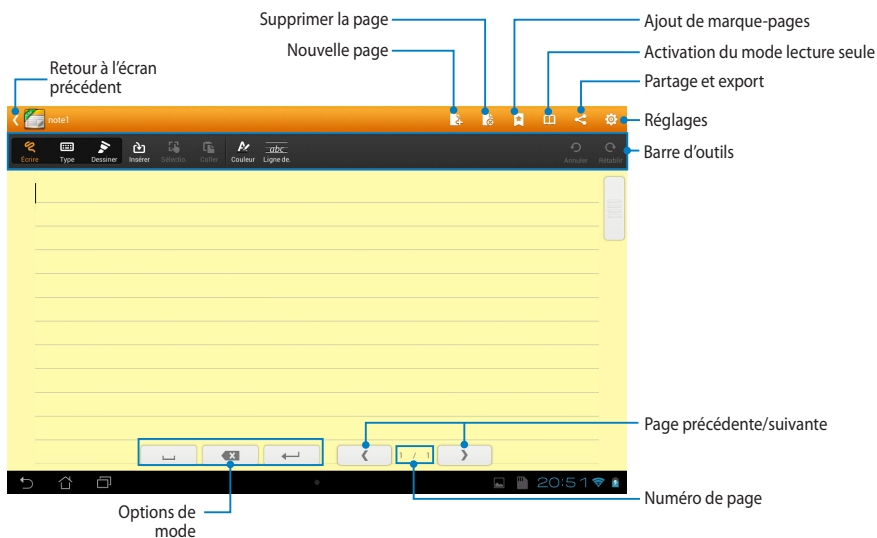 Supprimer la page
Ajout de marque-pages
Nouvelle page
Activation du mode lecture seule
Retour à l'écran
précédent
Partage et export
note1
Réglages
Écrire
Type
Dessiner
Insérer
Sélectio.
Coller
Couleur
abc
Ligne de.
Annuler
Rétablir
Barre d'outils
Page précédente/suivante
1 / 1
20:51
Numéro de page
Options de
mode